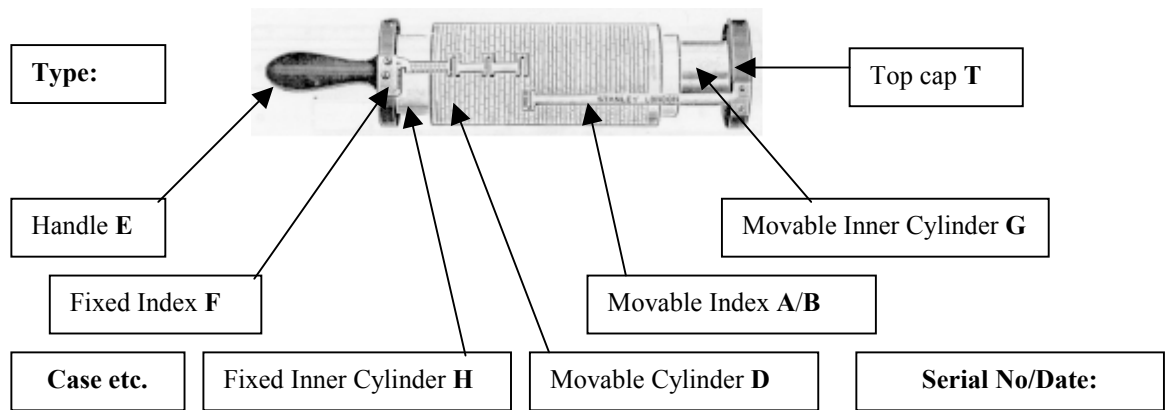 STANLEY LONDON
Type:
Top cap T
Handle E
Movable Inner Cylinder G
Fixed Index F
Movable Index A/B
Case etc.
Fixed Inner Cylinder H
Movable Cylinder D
Serial No/Date: